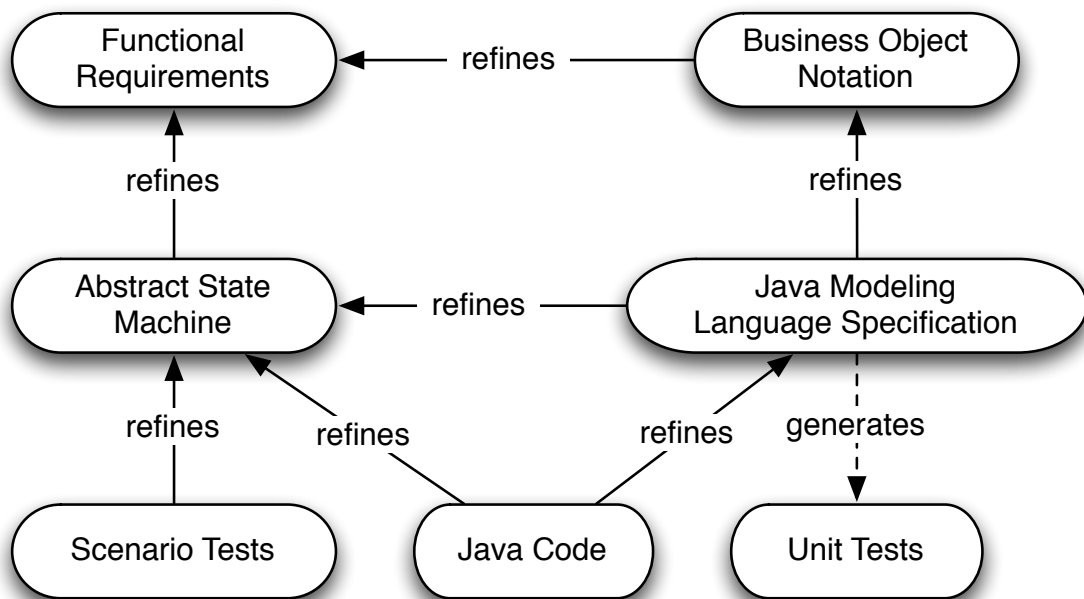 Functional
Requirements
refines
Business Object
Notation
refines
refines
Abstract State
Machine
refines
Java Modeling
Language Specification
refines
refines
refines
generates
Scenario Tests
Java Code
Unit Tests